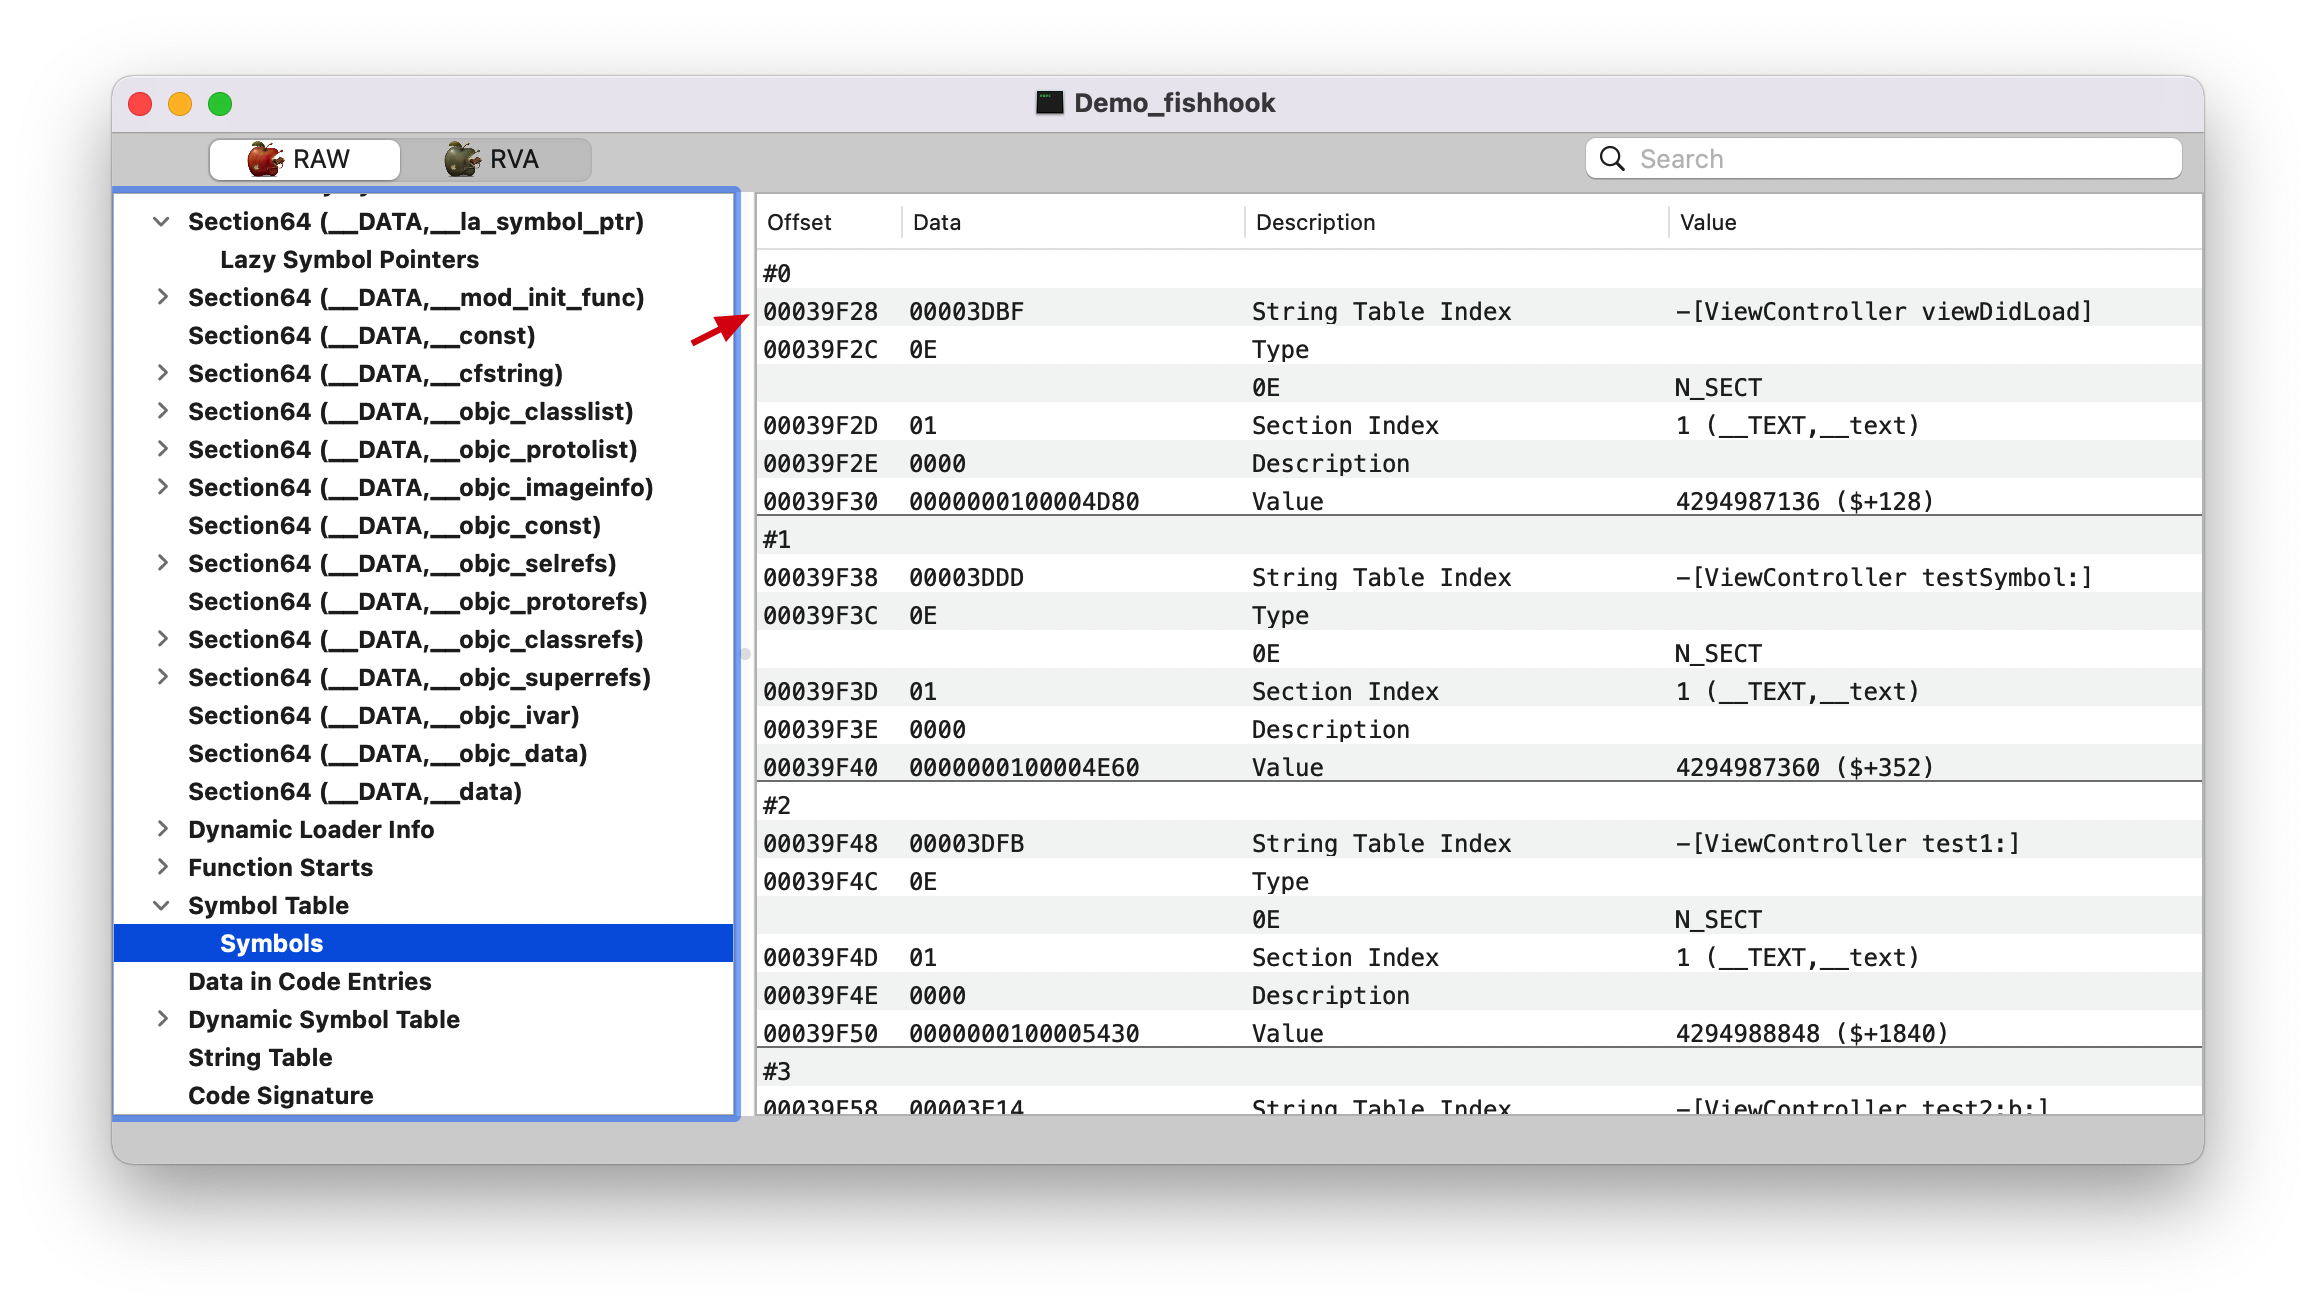 Demo_fishhook
RAW RVA Search
Section64 (__DATA,__la_symbol_ptr)
Lazy Symbol Pointers
Section64 (__DATA,__mod_init_func)
Section64 (__DATA,__const)
Section64 (__DATA,__cfstring)
Section64 (__DATA,__objc_classlist)
Section64 (__DATA,__objc_protolist)
Section64 (__DATA,__objc_imageinfo)
Section64 (__DATA,__objc_const)
Section64 (__DATA,__objc_selrefs)
Section64 (__DATA,__objc_protorefs)
Section64 (__DATA,__objc_classrefs)
Section64 (__DATA,__objc_superrefs)
Section64 (__DATA,__objc_ivar)
Section64 (__DATA,__objc_data)
Section64 (__DATA,__data)
Dynamic Loader Info
Function Starts
Symbol Table
Symbols
Data in Code Entries
Dynamic Symbol Table
String Table
Code Signature
Offset Data Description Value
#0
00039F28 00003DBF String Table Index -[ViewController viewDidLoad]
00039F2C 0E Type
0E N_SECT
00039F2D 01 Section Index 1 (__TEXT,__text)
00039F2E 0000 Description
00039F30 0000000100004D80 Value 4294987136 ($+128)
#1
00039F38 00003DDD String Table Index -[ViewController testSymbol:]
00039F3C 0E Type
0E N_SECT
00039F3D 01 Section Index 1 (__TEXT,__text)
00039F3E 0000 Description
00039F40 0000000100004E60 Value 4294987360 ($+352)
#2
00039F48 00003DFB String Table Index -[ViewController test1:]
00039F4C 0E Type
0E N_SECT
00039F4D 01 Section Index 1 (__TEXT,__text)
00039F4E 0000 Description
00039F50 0000000100005430 Value 4294988848 ($+1840)
#3
00039F58 00003E14 String Table Index -[ViewController test2:b:]